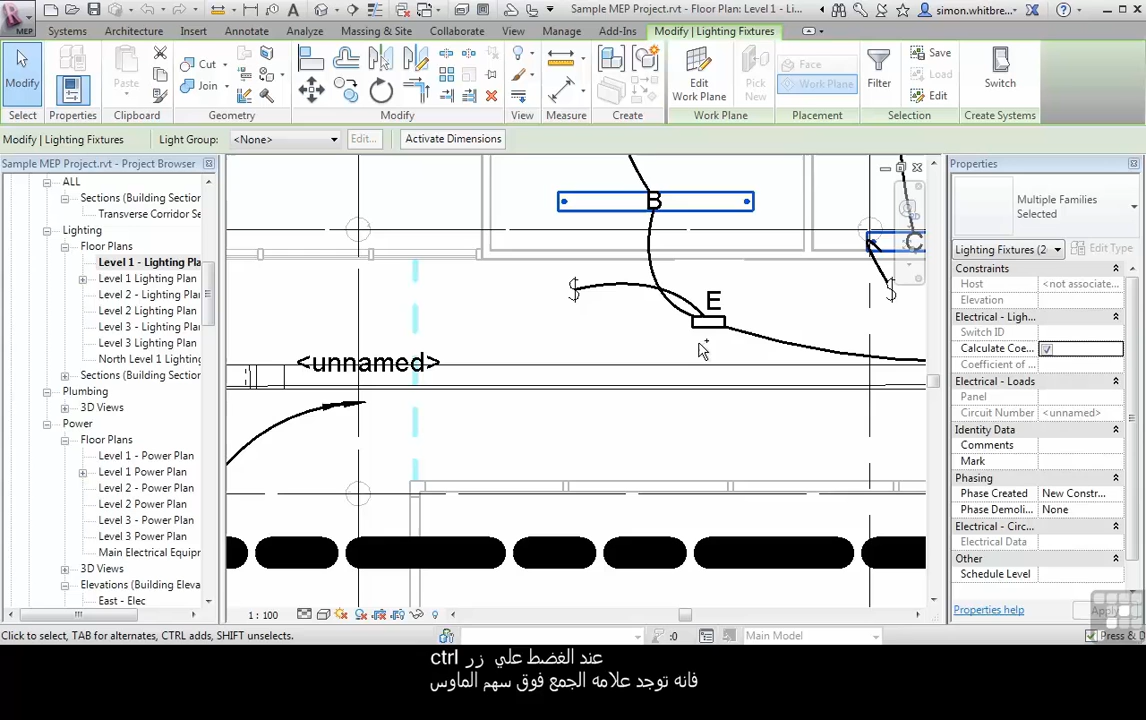 Sample MEP Project.rvt - Floor Plan: Level 1 - Li...
simon.whitbre...
MEP
Systems Architecture Insert Annotate Analyze Massing & Site Collaborate View Manage Add-Ins Modify | Lighting Fixtures
Modify
Paste
Cut
Join
Edit Work Plane
Pick New
Face
Work Plane
Filter
Save
Load
Edit
Switch
Select Properties Clipboard Geometry Modify View Measure Create Work Plane Placement Selection Create Systems
Modify | Lighting Fixtures
Light Group: <None> Edit... Activate Dimensions
Sample MEP Project.rvt - Project Browser
ALL
Sections (Building Section
Transverse Corridor Se
Lighting
Floor Plans
Level 1 - Lighting Pla
Level 1 Lighting Plan
Level 2 - Lighting Plan
Level 2 Lighting Plan
Level 3 - Lighting Plan
Level 3 Lighting Plan
North Level 1 Lighting
Sections (Building Section
Plumbing
3D Views
Power
Floor Plans
Level 1 - Power Plan
Level 1 Power Plan
Level 2 - Power Plan
Level 2 Power Plan
Level 3 - Power Plan
Level 3 Power Plan
Main Electrical Equipm
3D Views
Elevations (Building Elevation
East - Elec
B
C
$
$
E
<unnamed>
Properties
Multiple Families Selected
Lighting Fixtures (2 Edit Type
Constraints
Host <not associate...
Elevation
Electrical - Ligh...
Switch ID
Calculate Coe...
Coefficient of ...
Electrical - Loads
Panel
Circuit Number <unnamed>
Identity Data
Comments
Mark
Phasing
Phase Created New Constr...
Phase Demoli... None
Electrical - Circ...
Electrical Data
Other
Schedule Level
Properties help Apply
1 : 100
Click to select, TAB for alternates, CTRL adds, SHIFT unselects.
:0
Main Model
Press & D
عند الغضط علي زر ctrl
فانه توجد علامه الجمع فوق سهم الماوس